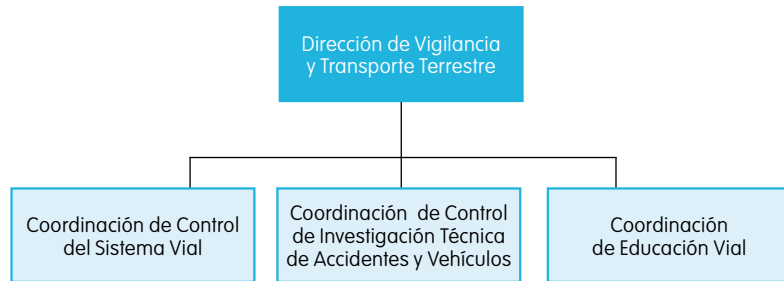 Dirección de Vigilancia
y Transporte Terrestre
Coordinación de Control
del Sistema Vial
Coordinación de Control
de Investigación Técnica
de Accidentes y Vehículos
Coordinación
de Educación Vial